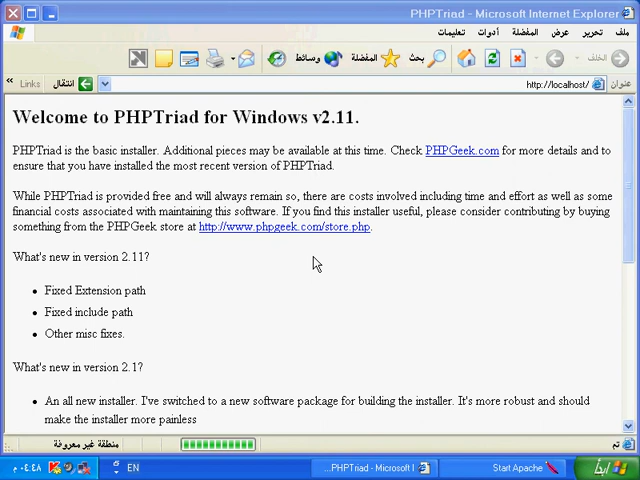 PHPTriad - Microsoft Internet Explorer
ملف تحرير عرض المفضلة أدوات تعليمات
الخلف بحث المفضلة وسائط
عنوان http://localhost/ انتقال Links »
Welcome to PHPTriad for Windows v2.11.
PHPTriad is the basic installer. Additional pieces may be available at this time. Check PHPGeek.com for more details and to
ensure that you have installed the most recent version of PHPTriad.
While PHPTriad is provided free and will always remain so, there are costs involved including time and effort as well as some
financial costs associated with maintaining this software. If you find this installer useful, please consider contributing by buying
something from the PHPGeek store at http://www.phpgeek.com/store.php.
What's new in version 2.11?
• Fixed Extension path
• Fixed include path
• Other misc fixes.
What's new in version 2.1?
• An all new installer. I've switched to a new software package for building the installer. It's more robust and should
make the installer more painless
تم منطقة غير معروفة
ابدأ Start Apache ...PHPTriad - Microsoft I EN ٠٤:٤٨ م